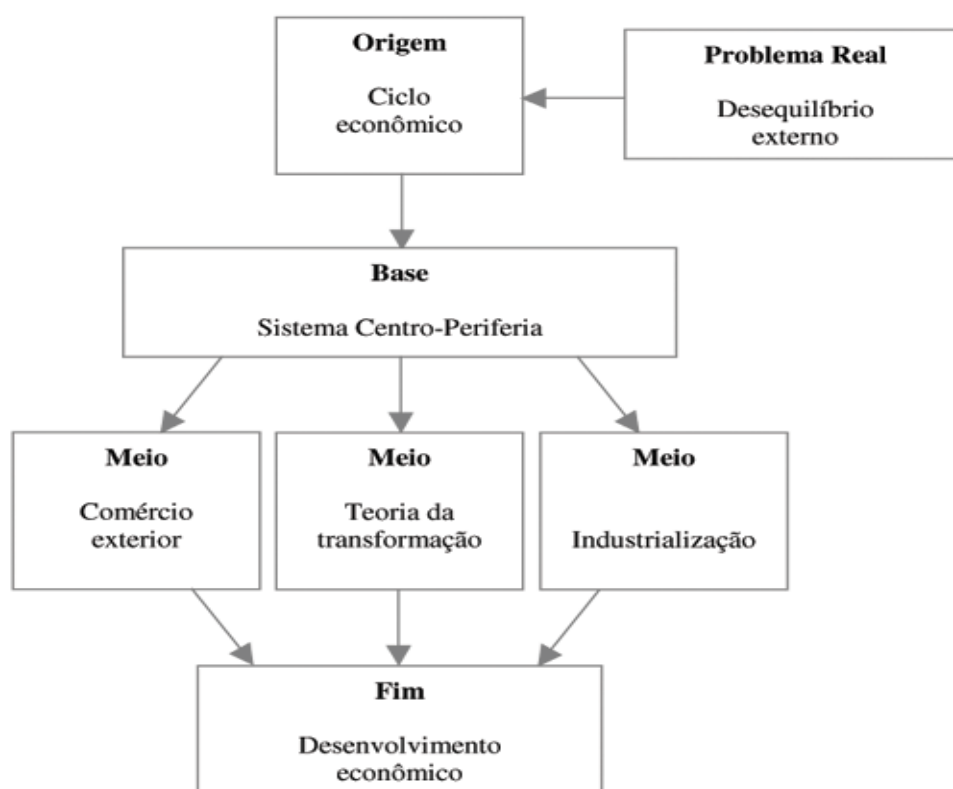 Origem
Ciclo
econômico
Problema Real
Desequilíbrio
externo
Base
Sistema Centro-Periferia
Meio
Comércio
exterior
Meio
Teoria da
transformação
Meio
Industrialização
Fim
Desenvolvimento
econômico